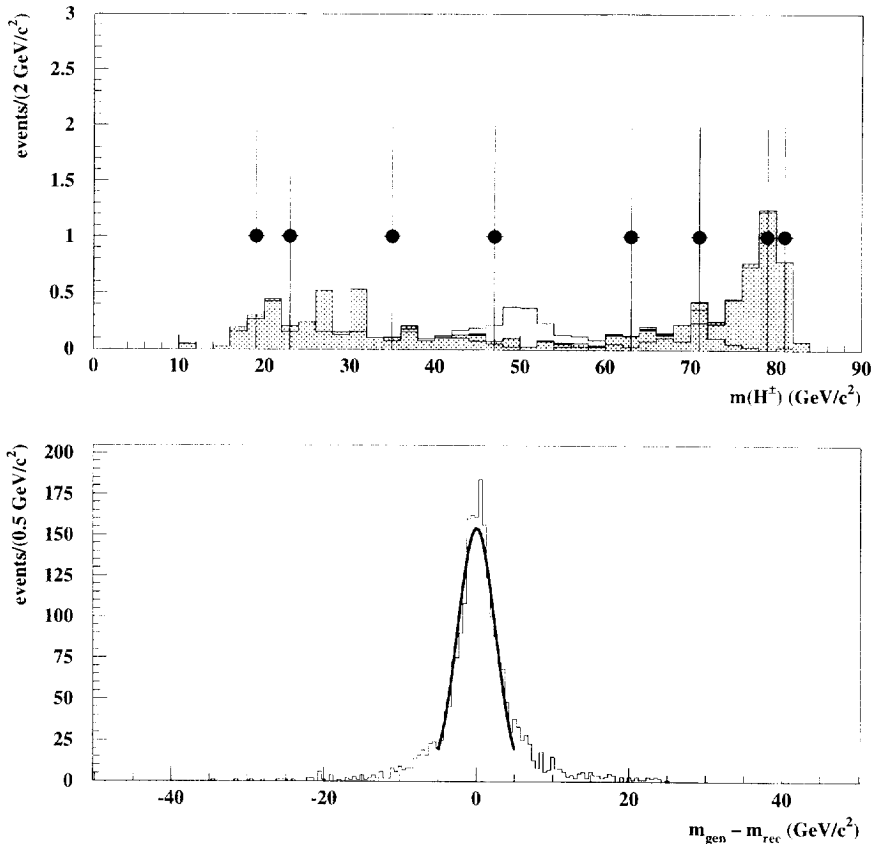 events/(2 GeV/c²)
3
2.5
2
1.5
1
0.5
0
0 10 20 30 40 50 60 70 80 90
m(H±) (GeV/c²)
events/(0.5 GeV/c²)
200
175
150
125
100
75
50
25
0
-40 -20 0 20 40
m_gen − m_rec (GeV/c²)